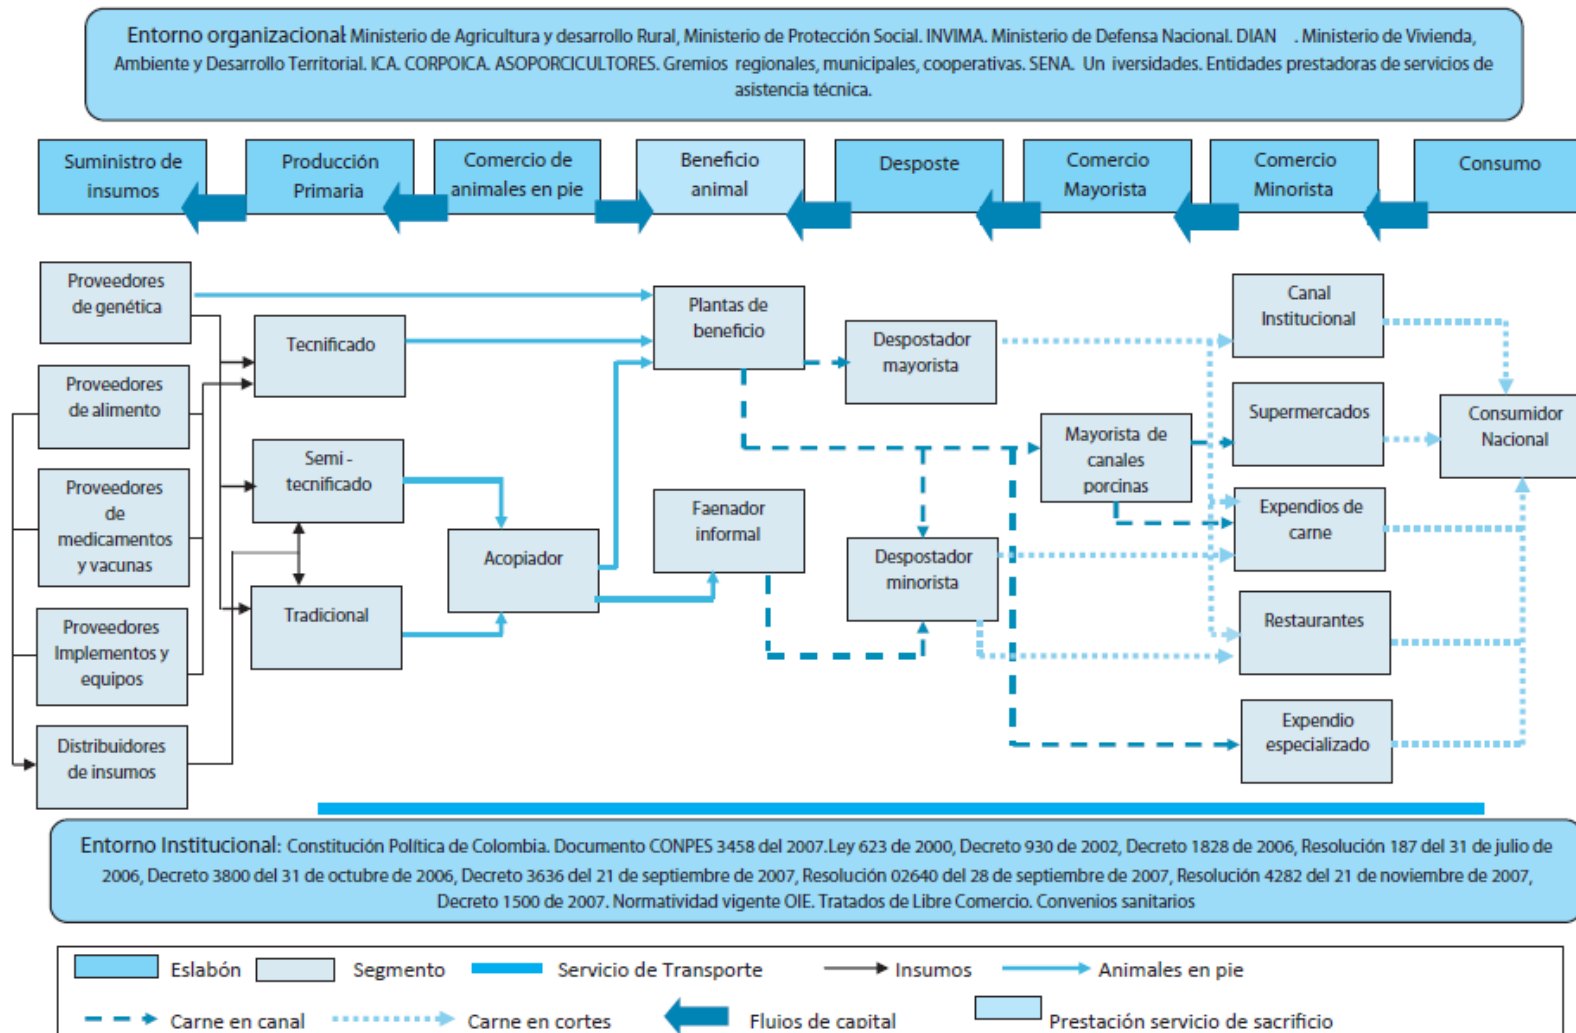 Entorno organizacional: Ministerio de Agricultura y desarrollo Rural, Ministerio de Protección Social. INVIMA. Ministerio de Defensa Nacional. DIAN . Ministerio de Vivienda,
Ambiente y Desarrollo Territorial. ICA. CORPOICA. ASOPORCICULTORES. Gremios regionales, municipales, cooperativas. SENA. Un iversidades. Entidades prestadoras de servicios de
asistencia técnica.
Suministro de
insumos
Producción
Primaria
Comercio de
animales en pie
Beneficio
animal
Desposte
Comercio
Mayorista
Comercio
Minorista
Consumo
Proveedores
de genética
Proveedores
de alimento
Proveedores
de
medicamentos
y vacunas
Proveedores
Implementos y
equipos
Distribuidores
de insumos
Tecnificado
Semi -
tecnificado
Tradicional
Acopiador
Plantas de
beneficio
Faenador
informal
Despostador
mayorista
Despostador
minorista
Mayorista de
canales
porcinas
Canal
Institucional
Supermercados
Expendios de
carne
Restaurantes
Expendio
especializado
Consumidor
Nacional
Entorno Institucional: Constitución Política de Colombia. Documento CONPES 3458 del 2007.Ley 623 de 2000, Decreto 930 de 2002, Decreto 1828 de 2006, Resolución 187 del 31 de julio de
2006, Decreto 3800 del 31 de octubre de 2006, Decreto 3636 del 21 de septiembre de 2007, Resolución 02640 del 28 de septiembre de 2007, Resolución 4282 del 21 de noviembre de 2007,
Decreto 1500 de 2007. Normatividad vigente OIE. Tratados de Libre Comercio. Convenios sanitarios
Eslabón
Segmento
Servicio de Transporte
Insumos
Animales en pie
Carne en canal
Carne en cortes
Flujos de capital
Prestación servicio de sacrificio